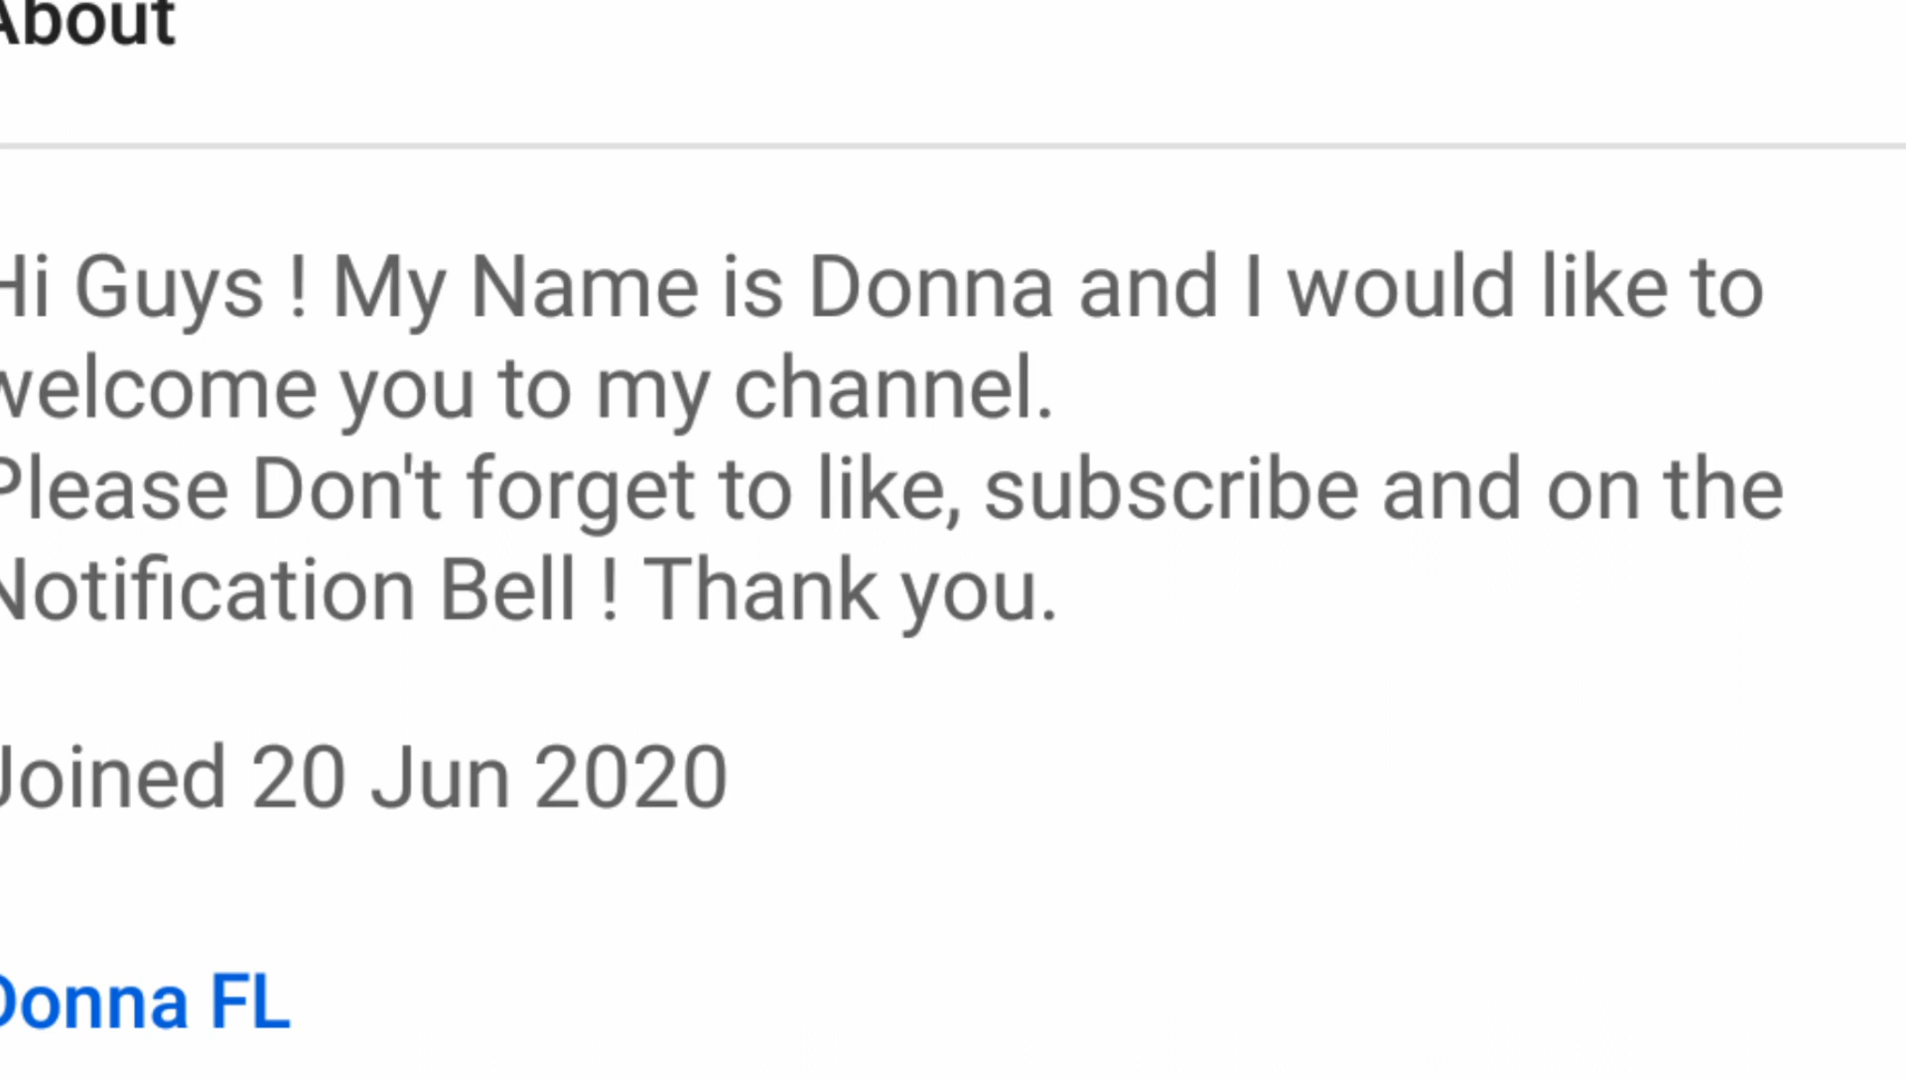 About
Hi Guys ! My Name is Donna and I would like to
welcome you to my channel.
Please Don't forget to like, subscribe and on the
Notification Bell ! Thank you.
Joined 20 Jun 2020
Donna FL